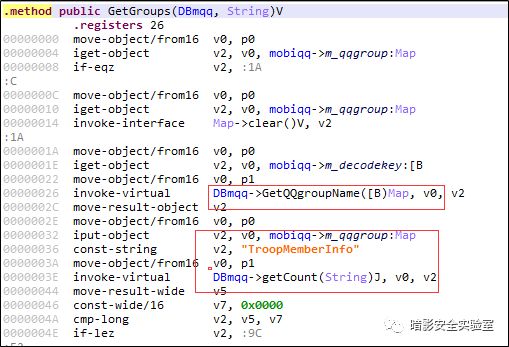 .method public GetGroups(DBmqq, String)V
.registers 26
00000000 move-object/from16 v0, p0
00000004 iget-object v2, v0, mobiqq->m_qqgroup:Map
00000008 if-eqz v2, :1A
:C
0000000C move-object/from16 v0, p0
00000010 iget-object v2, v0, mobiqq->m_qqgroup:Map
00000014 invoke-interface Map->clear()V, v2
:1A
0000001A move-object/from16 v0, p0
0000001E iget-object v2, v0, mobiqq->m_decodekey:[B
00000022 move-object/from16 v0, p1
00000026 invoke-virtual DBmqq->GetQQgroupName([B)Map, v0, v2
0000002C move-result-object v2
0000002E move-object/from16 v0, p0
00000032 iput-object v2, v0, mobiqq->m_qqgroup:Map
00000036 const-string v2, "TroopMemberInfo"
0000003A move-object/from16 v0, p1
0000003E invoke-virtual DBmqq->getCount(String)J, v0, v2
00000044 move-result-wide v5
00000046 const-wide/16 v7, 0x0000
0000004A cmp-long v2, v5, v7
0000004E if-lez v2, :9C
:52
暗影安全实验室